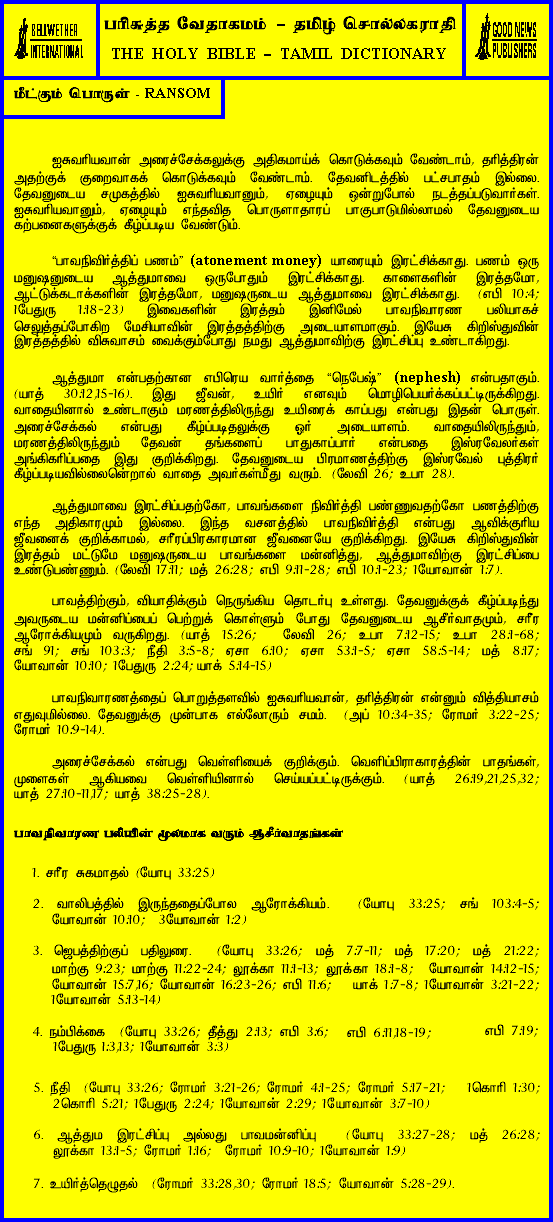 BELLWETHER
INTERNATIONAL
பரிசுத்த வேதாகமம் – தமிழ் சொல்லகராதி
THE HOLY BIBLE – TAMIL DICTIONARY
GOOD NEWS
PUBLISHERS
மீட்கும் பொருள் - RANSOM
ஐசுவரியவான் அரைச்சேக்கலுக்கு அதிகமாய்க் கொடுக்கவும் வேண்டாம், தரித்திரன்
அதற்குக் குறைவாகக் கொடுக்கவும் வேண்டாம். தேவனிடத்தில் பட்சபாதம் இல்லை.
தேவனுடைய சமுகத்தில் ஐசுவரியவானும், ஏழையும் ஒன்றுபோல் நடத்தப்படுவார்கள்.
ஐசுவரியவானும், ஏழையும் எந்தவித பொருளாதாரப் பாகுபாடுமில்லாமல் தேவனுடைய
கற்பனைகளுக்குக் கீழ்ப்படிய வேண்டும்.
“பாவநிவிர்த்திப் பணம்” (atonement money) யாரையும் இரட்சிக்காது. பணம் ஒரு
மனுஷனுடைய ஆத்துமாவை ஒருபோதும் இரட்சிக்காது. காளைகளின் இரத்தமோ,
ஆட்டுக்கடாக்களின் இரத்தமோ, மனுஷருடைய ஆத்துமாவை இரட்சிக்காது. (எபி 10:4;
1பேதுரு 1:18-23) இவைகளின் இரத்தம் இனிமேல் பாவநிவாரண பலியாகச்
செலுத்தப்போகிற மேசியாவின் இரத்தத்திற்கு அடையாளமாகும். இயேசு கிறிஸ்துவின்
இரத்தத்தில் விசுவாசம் வைக்கும்போது நமது ஆத்துமாவிற்கு இரட்சிப்பு உண்டாகிறது.
ஆத்துமா என்பதற்கான எபிரெய வார்த்தை “நெபேஷ்” (nephesh) என்பதாகும்.
(யாத் 30:12,15-16). இது ஜீவன், உயிர் எனவும் மொழிபெயர்க்கப்பட்டிருக்கிறது.
வாதையினால் உண்டாகும் மரணத்திலிருந்து உயிரைக் காப்பது என்பது இதன் பொருள்.
அரைச்சேக்கல் என்பது கீழ்ப்படிதலுக்கு ஓர் அடையாளம். வாதையிலிருந்தும்,
மரணத்திலிருந்தும் தேவன் தங்களைப் பாதுகாப்பார் என்பதை இஸ்ரவேலர்கள்
அங்கிகரிப்பதை இது குறிக்கிறது. தேவனுடைய பிரமாணத்திற்கு இஸ்ரவேல் புத்திரர்
கீழ்ப்படியவில்லையென்றால் வாதை அவர்கள்மீது வரும். (லேவி 26; உபா 28).
ஆத்துமாவை இரட்சிப்பதற்கோ, பாவங்களை நிவிர்த்தி பண்ணுவதற்கோ பணத்திற்கு
எந்த அதிகாரமும் இல்லை. இந்த வசனத்தில் பாவநிவிர்த்தி என்பது ஆவிக்குரிய
ஜீவனைக் குறிக்காமல், சரீரப்பிரகாரமான ஜீவனையே குறிக்கிறது. இயேசு கிறிஸ்துவின்
இரத்தம் மட்டுமே மனுஷருடைய பாவங்களை மன்னித்து, ஆத்துமாவிற்கு இரட்சிப்பை
உண்டுபண்ணும். (லேவி 17:11; மத் 26:28; எபி 9:11-28; எபி 10:1-23; 1யோவான் 1:7).
பாவத்திற்கும், வியாதிக்கும் நெருங்கிய தொடர்பு உள்ளது. தேவனுக்குக் கீழ்ப்படிந்து
அவருடைய மன்னிப்பைப் பெற்றுக் கொள்ளும் போது தேவனுடைய ஆசீர்வாதமும், சரீர
ஆரோக்கியமும் வருகிறது. (யாத் 15:26; லேவி 26; உபா 7:12-15; உபா 28:1-68;
சங் 91; சங் 103:3; நீதி 3:5-8; ஏசா 6:10; ஏசா 53:1-5; ஏசா 58:5-14; மத் 8:17;
யோவான் 10:10; 1பேதுரு 2:24; யாக் 5:14-15)
பாவநிவாரணத்தைப் பொறுத்தளவில் ஐசுவரியவான், தரித்திரன் என்னும் வித்தியாசம்
எதுவுமில்லை. தேவனுக்கு முன்பாக எல்லோரும் சமம். (அப் 10:34-35; ரோமர் 3:22-25;
ரோமர் 10:9-14).
அரைச்சேக்கல் என்பது வெள்ளியைக் குறிக்கும். வெளிப்பிராகாரத்தின் பாதங்கள்,
முளைகள் ஆகியவை வெள்ளியினால் செய்யப்பட்டிருக்கும். (யாத் 26:19,21,25,32;
யாத் 27:10-11,17; யாத் 38:25-28).
பாவநிவாரண பலியின் மூலமாக வரும் ஆசீர்வாதங்கள்
1. சரீர சுகமாதல் (யோபு 33:25)
2. வாலிபத்தில் இருந்ததைப்போல ஆரோக்கியம். (யோபு 33:25; சங் 103:4-5;
யோவான் 10:10; 3யோவான் 1:2)
3. ஜெபத்திற்குப் பதிலுரை. (யோபு 33:26; மத் 7:7-11; மத் 17:20; மத் 21:22;
மாற்கு 9:23; மாற்கு 11:22-24; லூக்கா 11:1-13; லூக்கா 18:1-8; யோவான் 14:12-15;
யோவான் 15:7,16; யோவான் 16:23-26; எபி 11:6; யாக் 1:7-8; 1யோவான் 3:21-22;
1யோவான் 5:13-14)
4. நம்பிக்கை (யோபு 33:26; தீத்து 2:13; எபி 3:6; எபி 6:11,18-19; எபி 7:19;
1பேதுரு 1:3,13; 1யோவான் 3:3)
5. நீதி (யோபு 33:26; ரோமர் 3:21-26; ரோமர் 4:1-25; ரோமர் 5:17-21; 1கொரி 1:30;
2கொரி 5:21; 1பேதுரு 2:24; 1யோவான் 2:29; 1யோவான் 3:7-10)
6. ஆத்தும இரட்சிப்பு அல்லது பாவமன்னிப்பு (யோபு 33:27-28; மத் 26:28;
லூக்கா 13:1-5; ரோமர் 1:16; ரோமர் 10:9-10; 1யோவான் 1:9)
7. உயிர்த்தெழுதல் (ரோமர் 33:28,30; ரோமர் 18:5; யோவான் 5:28-29).